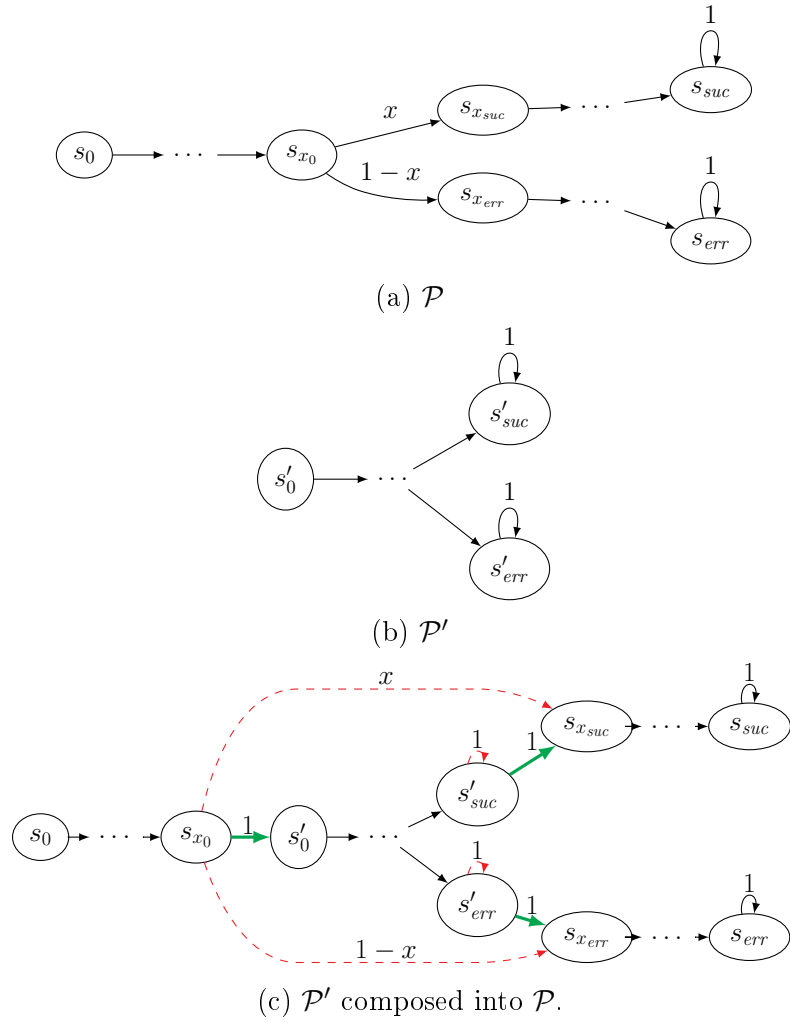 1
s_{suc}
x
s_{x_{suc}}
···
s_0
···
s_{x_0}
1 − x
s_{x_{err}}
···
1
s_{err}
(a) 𝒫
1
s'_{suc}
s'_0
···
1
s'_{err}
(b) 𝒫′
x
1
s_{x_{suc}}
···
s_{suc}
1
1
s'_{suc}
s_0
···
s_{x_0}
1
s'_0
···
1
s'_{err}
1
1
s_{x_{err}}
···
s_{err}
1 − x
(c) 𝒫′ composed into 𝒫.